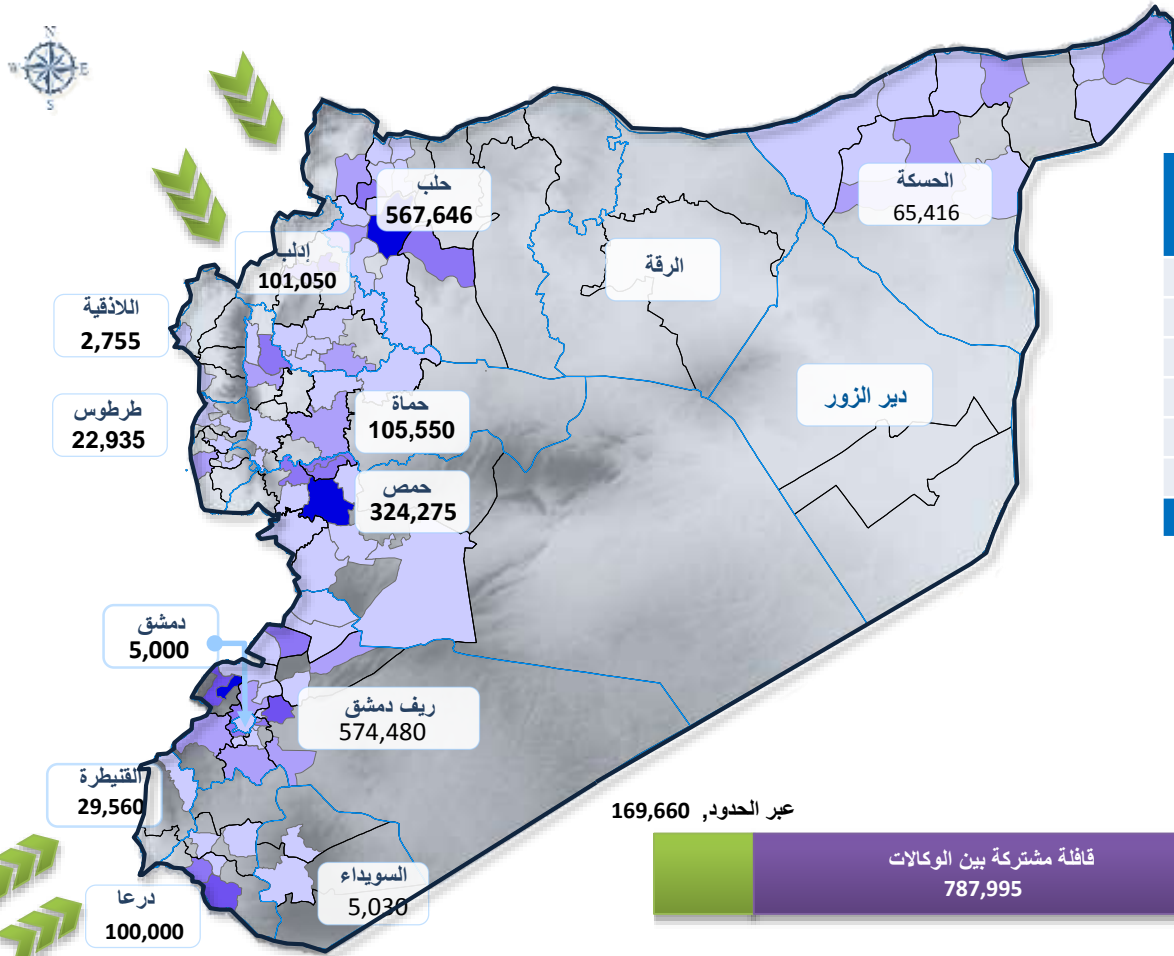 N
W E
S
حلب
567,646
الحسكة
65,416
إدلب
101,050
الرقة
اللاذقية
2,755
دير الزور
طرطوس
22,935
حماة
105,550
حمص
324,275
دمشق
5,000
ريف دمشق
574,480
القنيطرة
29,560
عبر الحدود, 169,660
قافلة مشتركة بين الوكالات
787,995
السويداء
5,030
درعا
100,000